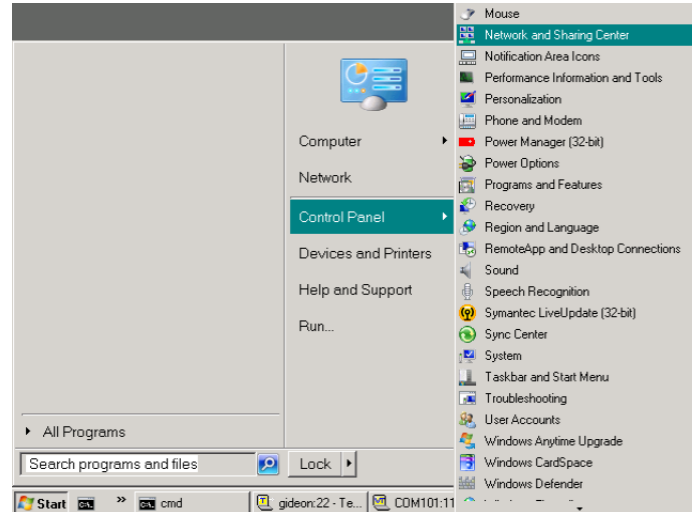 Computer
Network
Control Panel
Devices and Printers
Help and Support
Run...
All Programs
Search programs and files
Lock
Mouse
Network and Sharing Center
Notification Area Icons
Performance Information and Tools
Personalization
Phone and Modem
Power Manager (32-bit)
Power Options
Programs and Features
Recovery
Region and Language
RemoteApp and Desktop Connections
Sound
Speech Recognition
Symantec LiveUpdate (32-bit)
Sync Center
System
Taskbar and Start Menu
Troubleshooting
User Accounts
Windows Anytime Upgrade
Windows CardSpace
Windows Defender
Start » cmd gideon:22 - Te... COM101:11